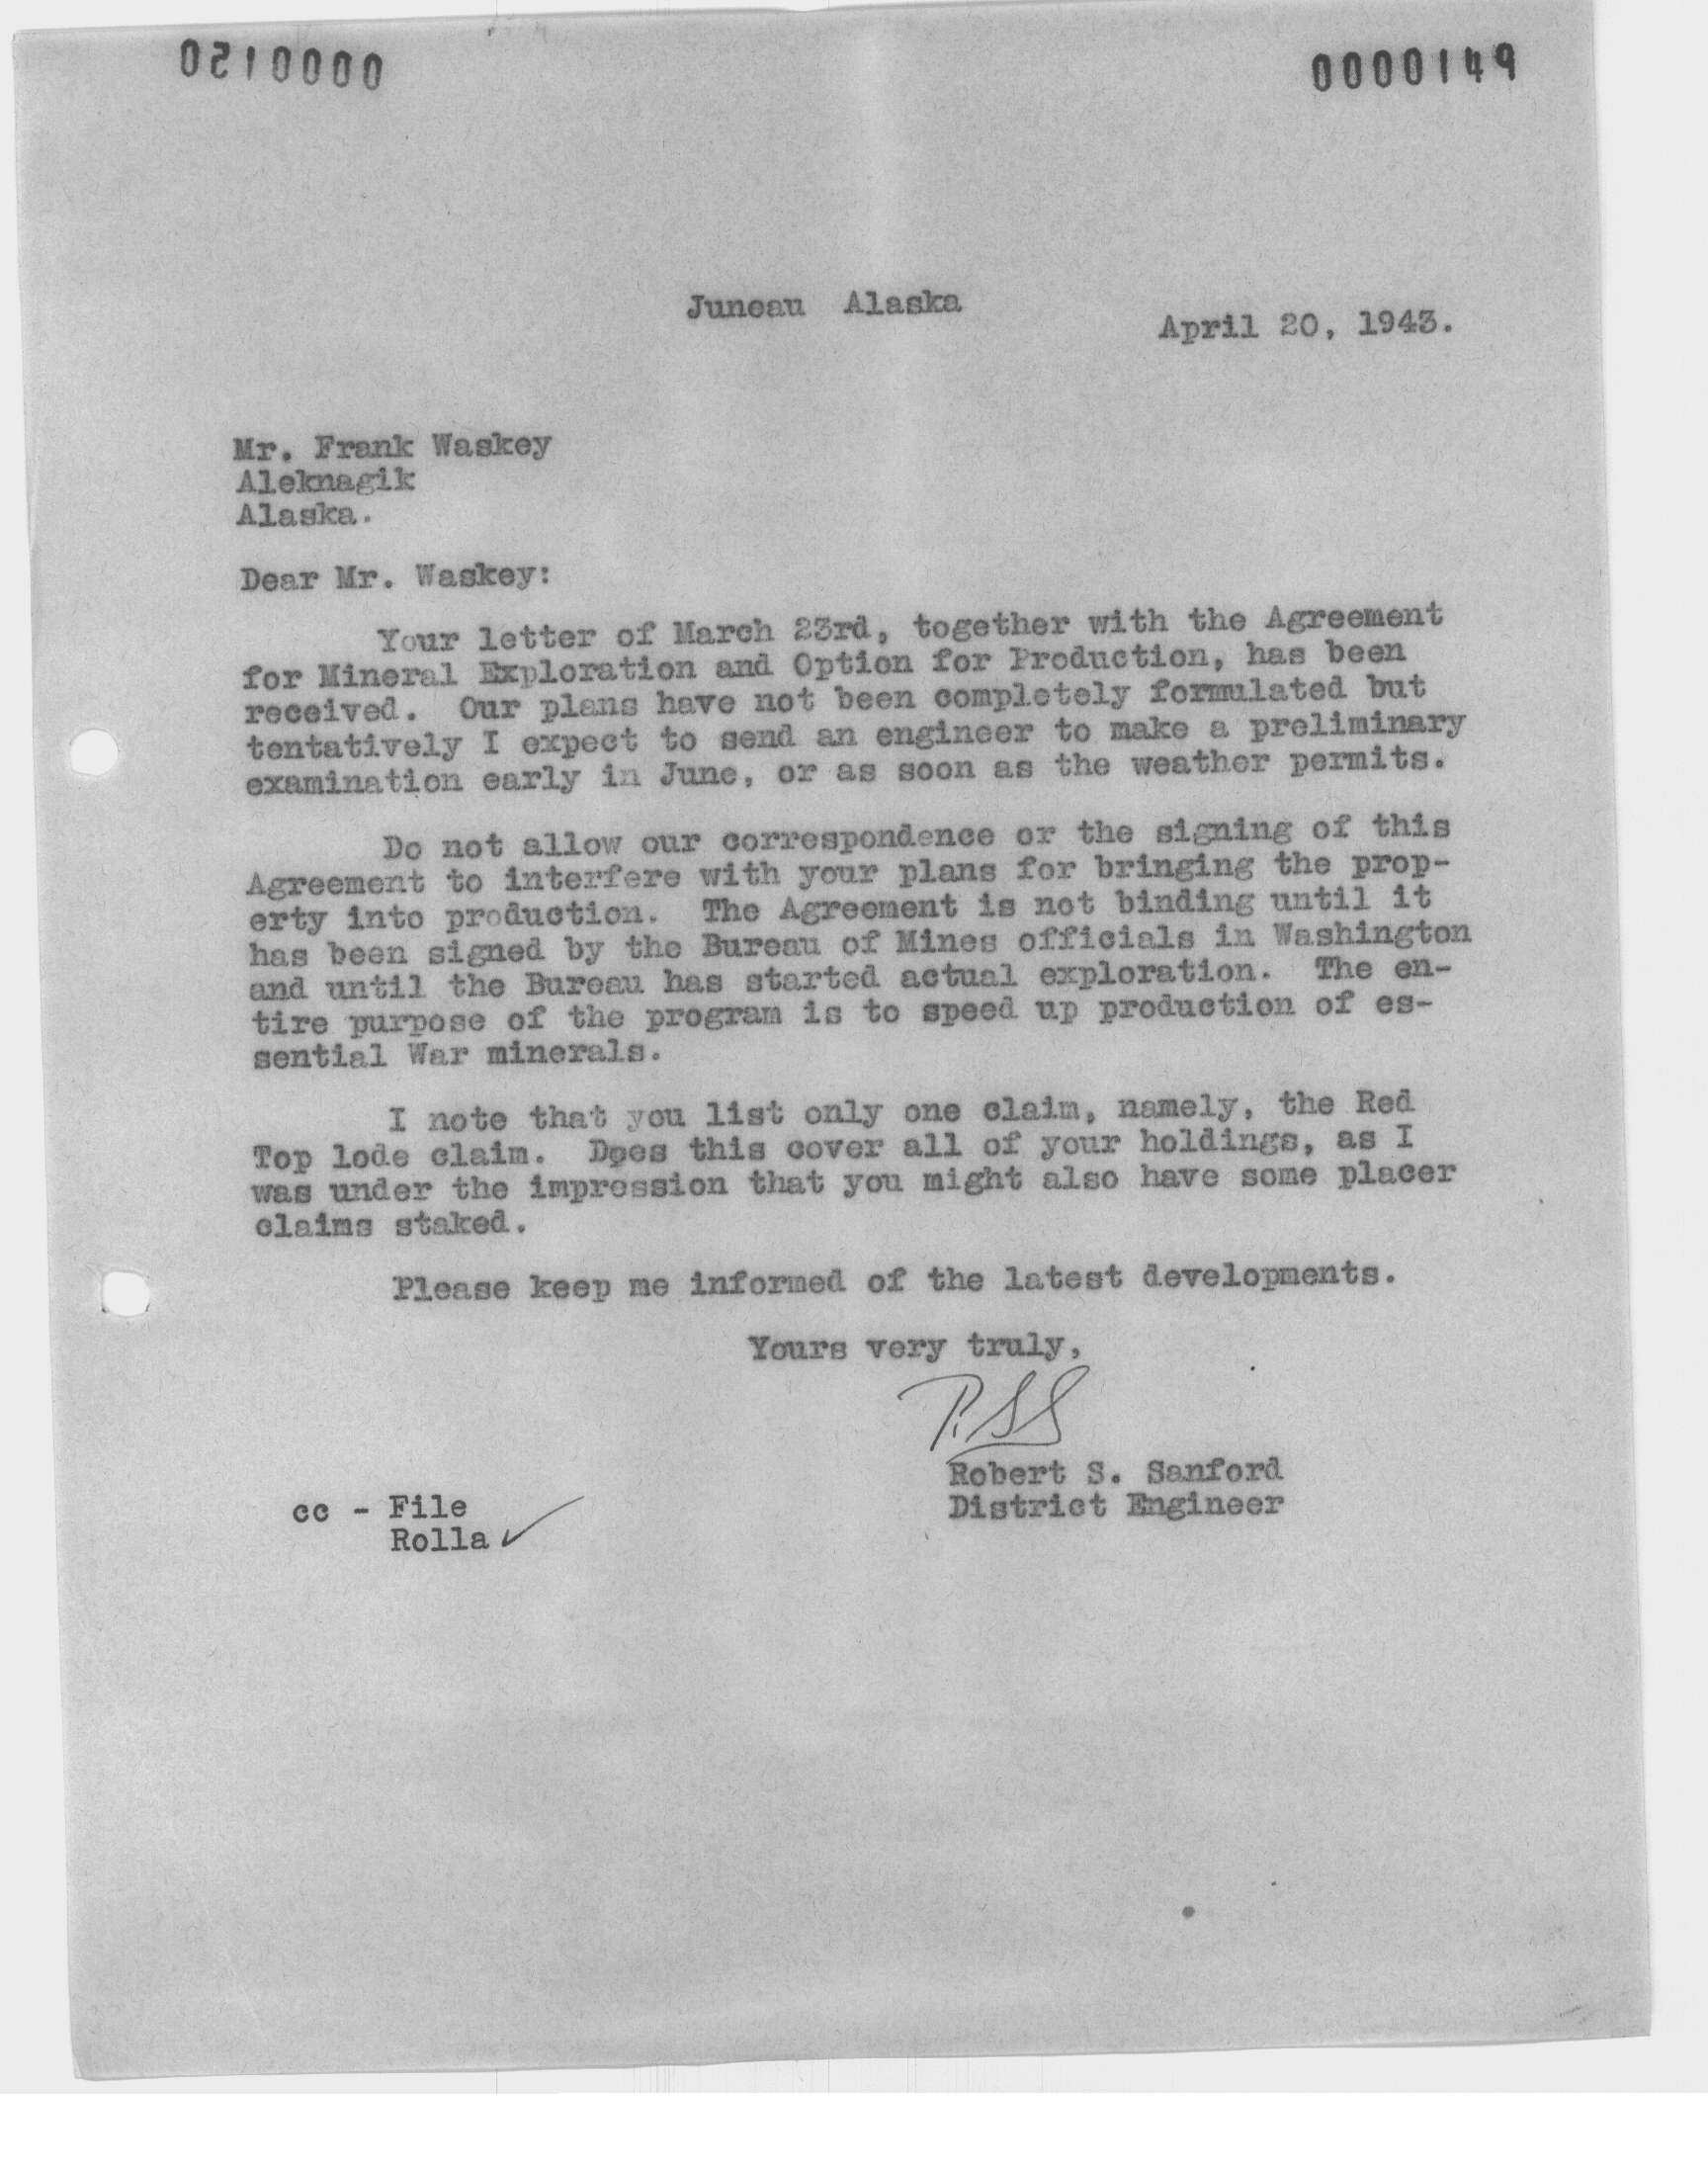 0000150
0000149
Juneau Alaska
April 20, 1943.
Mr. Frank Waskey
Aleknagik
Alaska.
Dear Mr. Waskey:
Your letter of March 23rd, together with the Agreement
for Mineral Exploration and Option for Production, has been
received. Our plans have not been completely formulated but
tentatively I expect to send an engineer to make a preliminary
examination early in June, or as soon as the weather permits.
Do not allow our correspondence or the signing of this
Agreement to interfere with your plans for bringing the prop-
erty into production. The Agreement is not binding until it
has been signed by the Bureau of Mines officials in Washington
and until the Bureau has started actual exploration. The en-
tire purpose of the program is to speed up production of es-
sential War minerals.
I note that you list only one claim, namely, the Red
Top lode claim. Does this cover all of your holdings, as I
was under the impression that you might also have some placer
claims staked.
Please keep me informed of the latest developments.
Yours very truly,
RSS
Robert S. Sanford
District Engineer
cc - File
Rolla ✓